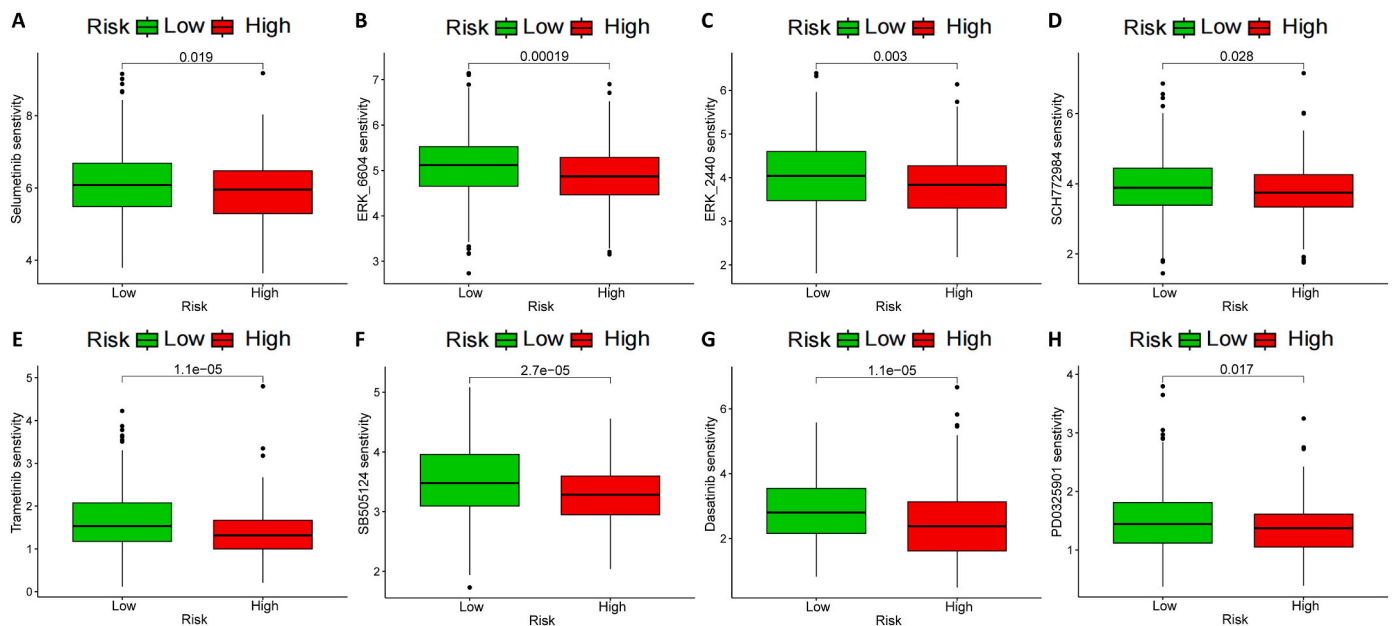 A
Risk Low High
0.019
Selumetinib senstivity
8
6
4
Low High
Risk
B
Risk Low High
0.00019
ERK_6604 senstivity
7
6
5
4
3
Low High
Risk
C
Risk Low High
0.003
ERK_2440 senstivity
6
5
4
3
2
Low High
Risk
D
Risk Low High
0.028
SCH772984 senstivity
6
4
2
Low High
Risk
E
Risk Low High
1.1e−05
Trametinib senstivity
5
4
3
2
1
0
Low High
Risk
F
Risk Low High
2.7e−05
SB505124 senstivity
5
4
3
2
Low High
Risk
G
Risk Low High
1.1e−05
Dasatinib senstivity
6
4
2
Low High
Risk
H
Risk Low High
0.017
PD0325901 senstivity
4
3
2
1
Low High
Risk